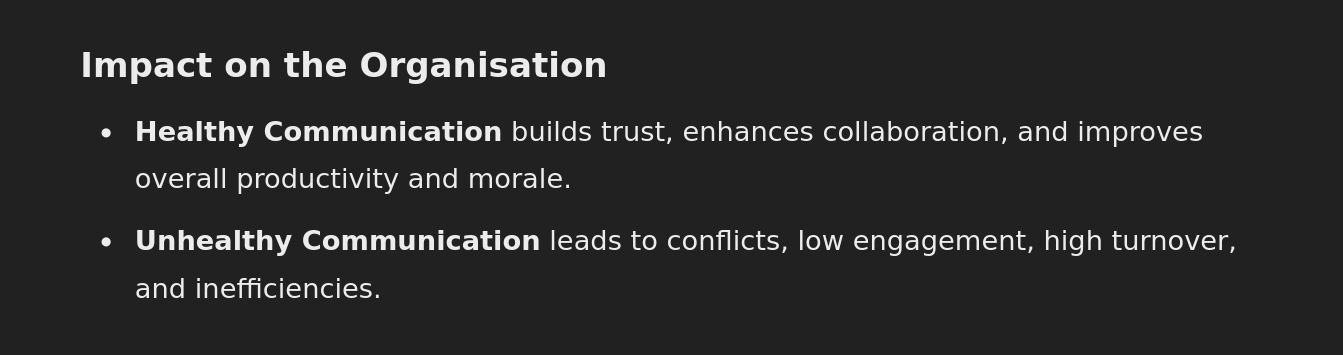 Impact on the Organisation
• Healthy Communication builds trust, enhances collaboration, and improves
overall productivity and morale.
• Unhealthy Communication leads to conflicts, low engagement, high turnover,
and inefficiencies.